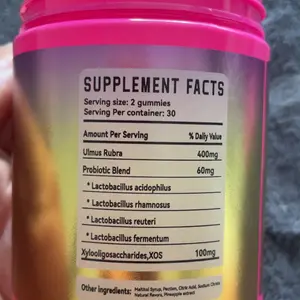 SUPPLEMENT FACTS
Serving size: 2 gummies
Serving Per container: 30
Amount Per Serving % Daily Value
Ulmus Rubra 400mg
Probiotic Blend 60mg
* Lactobacillus acidophilus
* Lactobacillus rhamnosus
* Lactobacillus reuteri
* Lactobacillus fermentum
Xylooligosaccharides,XOS 100mg
Other ingredients: Maltitol Syrup, Pection, Citric Acid, Sodium Citrate
Natural flavors, Pineapple extract